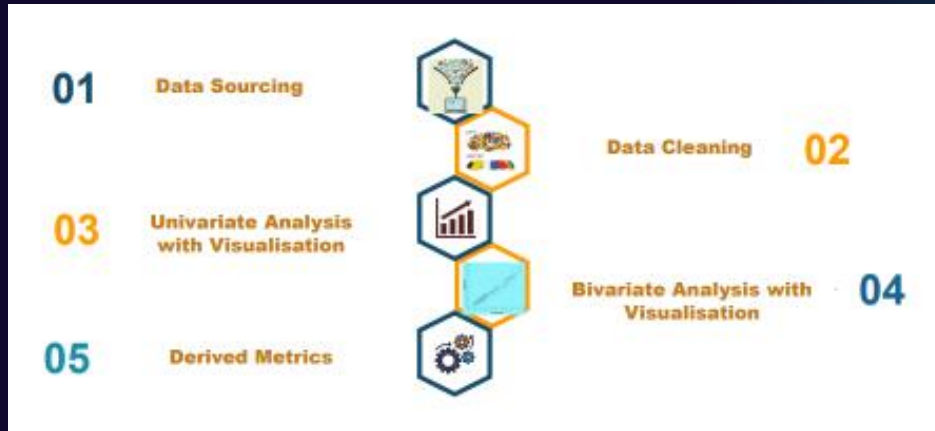 01
Data Sourcing
Data Cleaning
02
03
Univariate Analysis
with Visualisation
Bivariate Analysis with
Visualisation
04
05
Derived Metrics